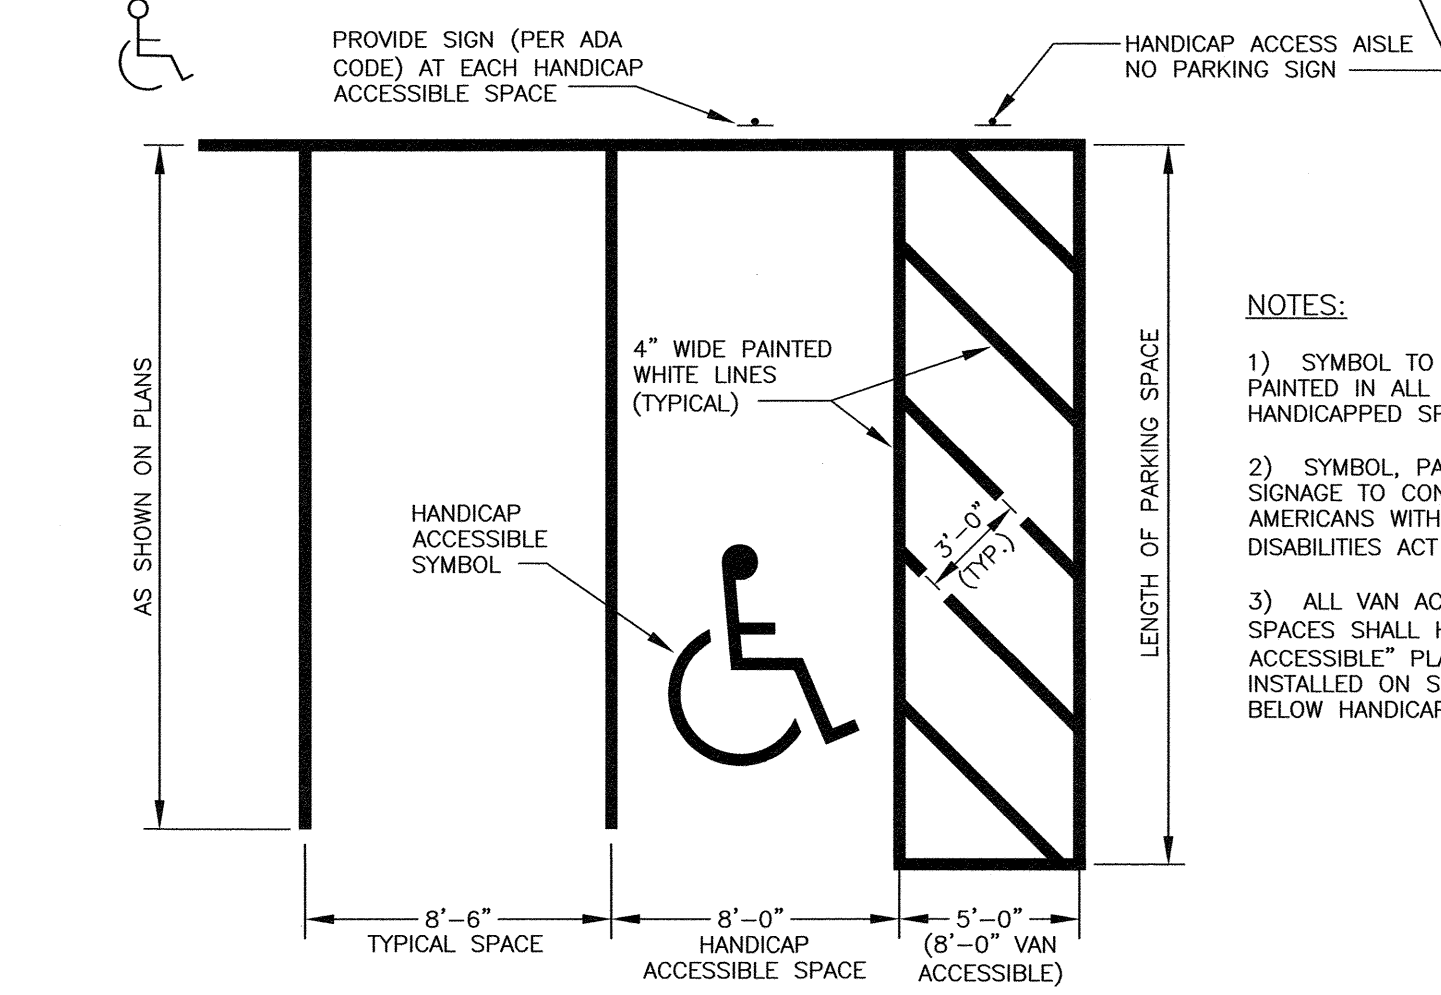 PROVIDE SIGN (PER ADA
CODE) AT EACH HANDICAP
ACCESSIBLE SPACE
HANDICAP ACCESS AISLE
NO PARKING SIGN
AS SHOWN ON PLANS
4” WIDE PAINTED
WHITE LINES
(TYPICAL)
HANDICAP
ACCESSIBLE
SYMBOL
3’-0”
(TYP.)
LENGTH OF PARKING SPACE
8’-6”
TYPICAL SPACE
8’-0”
HANDICAP
ACCESSIBLE SPACE
5’-0”
(8’-0” VAN
ACCESSIBLE)
NOTES:
1) SYMBOL TO
PAINTED IN ALL
HANDICAPPED
2) SYMBOL,
SIGNAGE TO
AMERICANS WITH
DISABILITIES ACT
3) ALL VAN
SPACES SHALL
ACCESSIBLE”
INSTALLED ON
BELOW